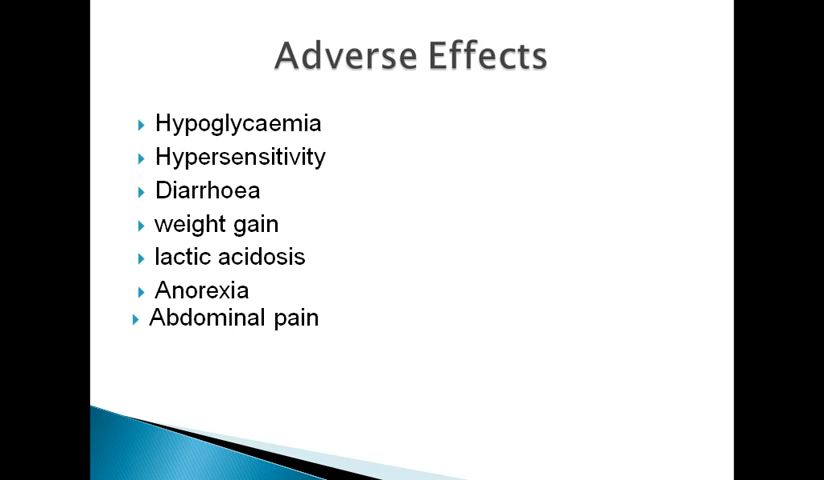 Adverse Effects
Hypoglycaemia
Hypersensitivity
Diarrhoea
weight gain
lactic acidosis
Anorexia
Abdominal pain